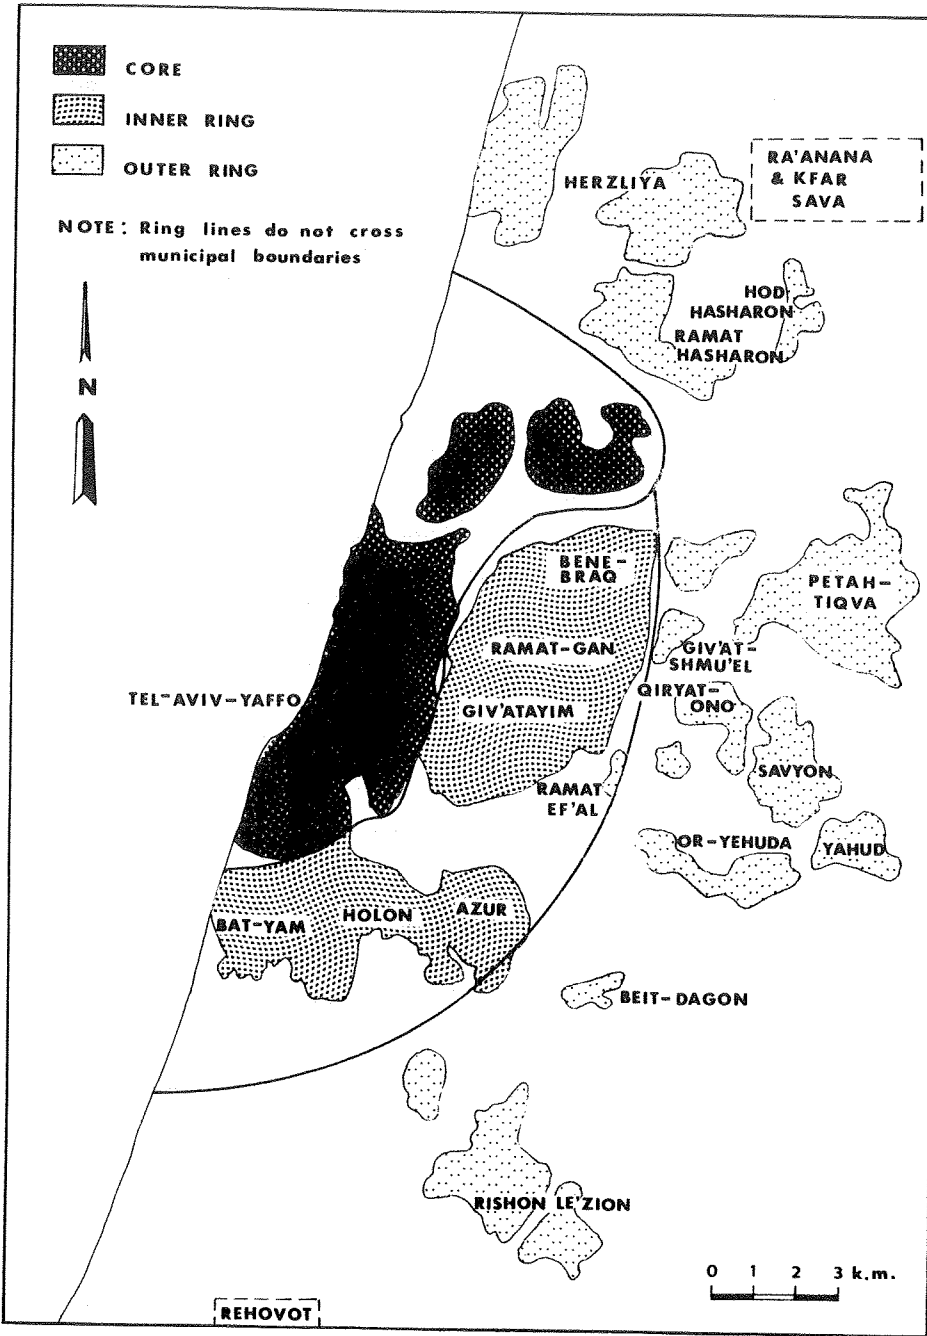 CORE
INNER RING
OUTER RING
NOTE: Ring lines do not cross
municipal boundaries
N
HERZLIYA
RA'ANANA
& KFAR
SAVA
HOD
HASHARON
RAMAT
HASHARON
BENE-
BRAQ
PETAH-
TIQVA
RAMAT-GAN
GIV'AT-
SHMU'EL
TEL-AVIV-YAFFO
GIV'ATAYIM
QIRYAT-
ONO
SAVYON
RAMAT
EF'AL
OR-YEHUDA
YAHUD
BAT-YAM
HOLON
AZUR
BEIT-DAGON
RISHON LE'ZION
0 1 2 3 k.m.
REHOVOT